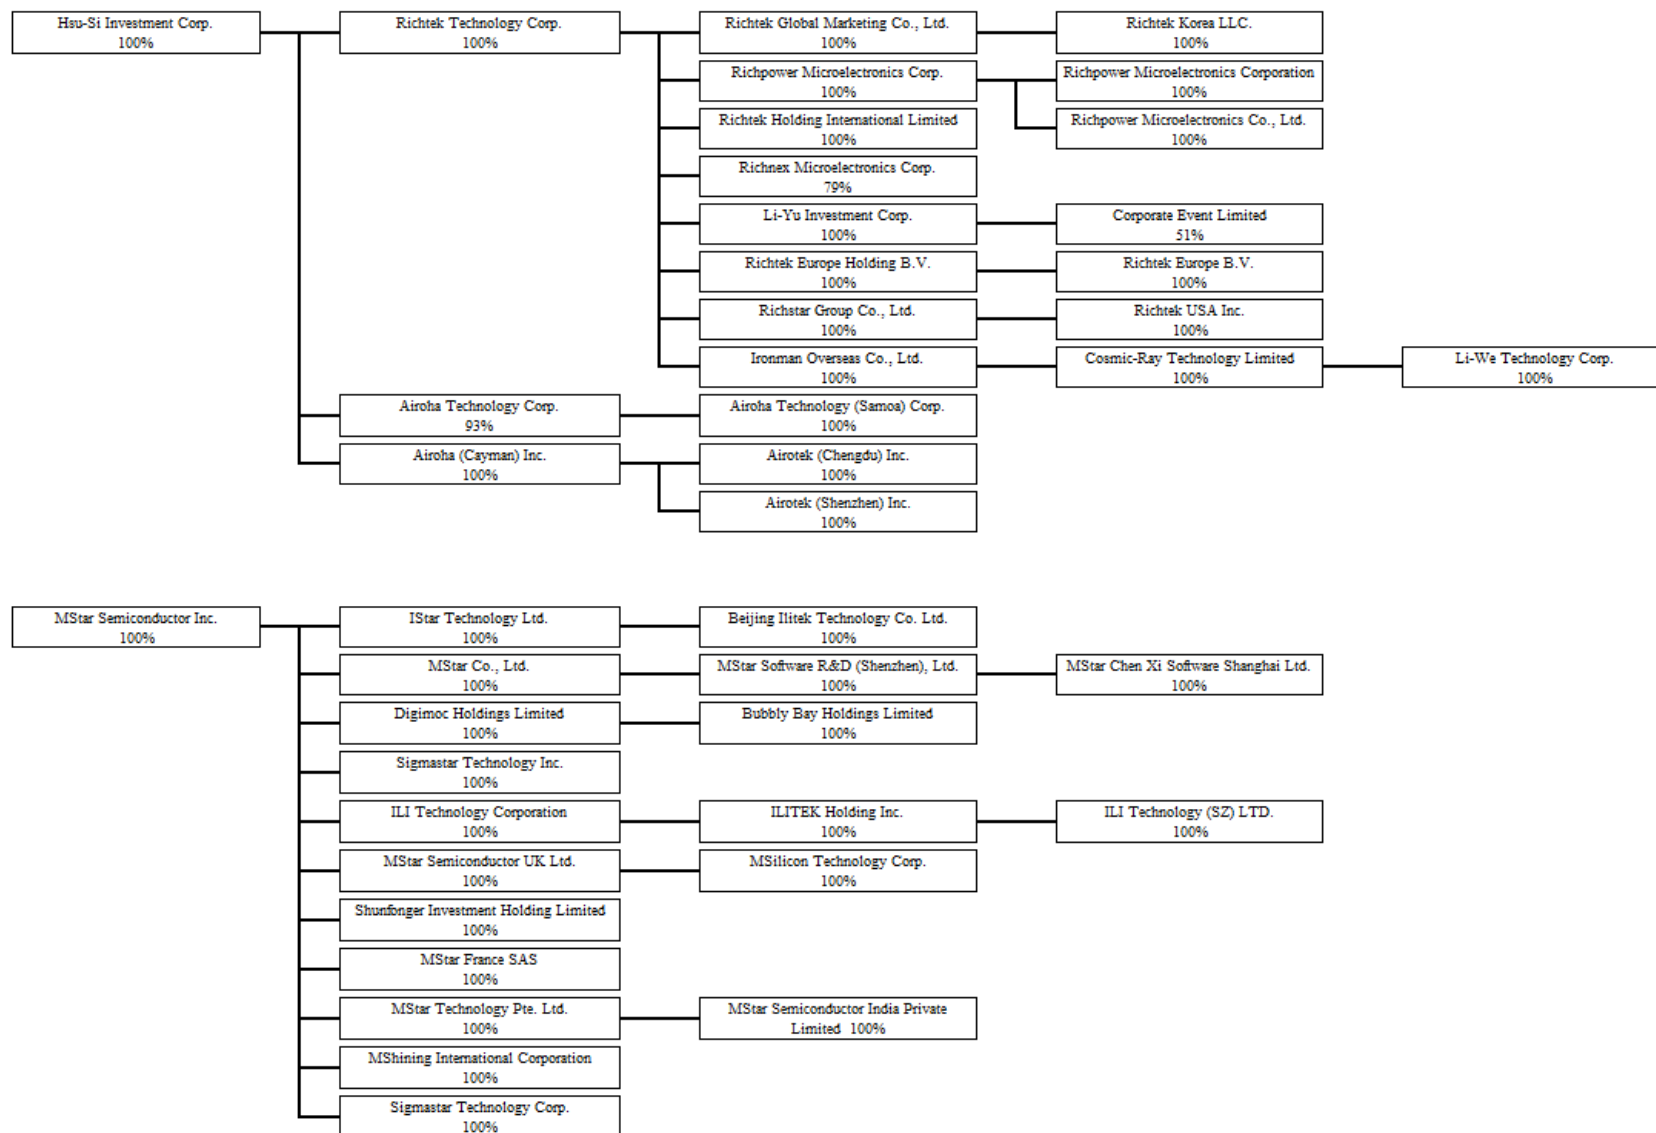 Hsu-Si Investment Corp.
100%
Richtek Technology Corp.
100%
Richtek Global Marketing Co., Ltd.
100%
Richtek Korea LLC.
100%
Richpower Microelectronics Corp.
100%
Richpower Microelectronics Corporation
100%
Richtek Holding International Limited
100%
Richpower Microelectronics Co., Ltd.
100%
Richnex Microelectronics Corp.
79%
Li-Yu Investment Corp.
100%
Corporate Event Limited
51%
Richtek Europe Holding B.V.
100%
Richtek Europe B.V.
100%
Richstar Group Co., Ltd.
100%
Richtek USA Inc.
100%
Ironman Overseas Co., Ltd.
100%
Cosmic-Ray Technology Limited
100%
Li-We Technology Corp.
100%
Airoha Technology Corp.
93%
Airoha Technology (Samoa) Corp.
100%
Airoha (Cayman) Inc.
100%
Airotek (Chengdu) Inc.
100%
Airotek (Shenzhen) Inc.
100%
MStar Semiconductor Inc.
100%
IStar Technology Ltd.
100%
Beijing Ilitek Technology Co. Ltd.
100%
MStar Co., Ltd.
100%
MStar Software R&D (Shenzhen), Ltd.
100%
MStar Chen Xi Software Shanghai Ltd.
100%
Digimoc Holdings Limited
100%
Bubbly Bay Holdings Limited
100%
Sigmastar Technology Inc.
100%
ILI Technology Corporation
100%
ILITEK Holding Inc.
100%
ILI Technology (SZ) LTD.
100%
MStar Semiconductor UK Ltd.
100%
MSilicon Technology Corp.
100%
Shunfonger Investment Holding Limited
100%
MStar France SAS
100%
MStar Technology Pte. Ltd.
100%
MStar Semiconductor India Private
Limited 100%
MShining International Corporation
100%
Sigmastar Technology Corp.
100%